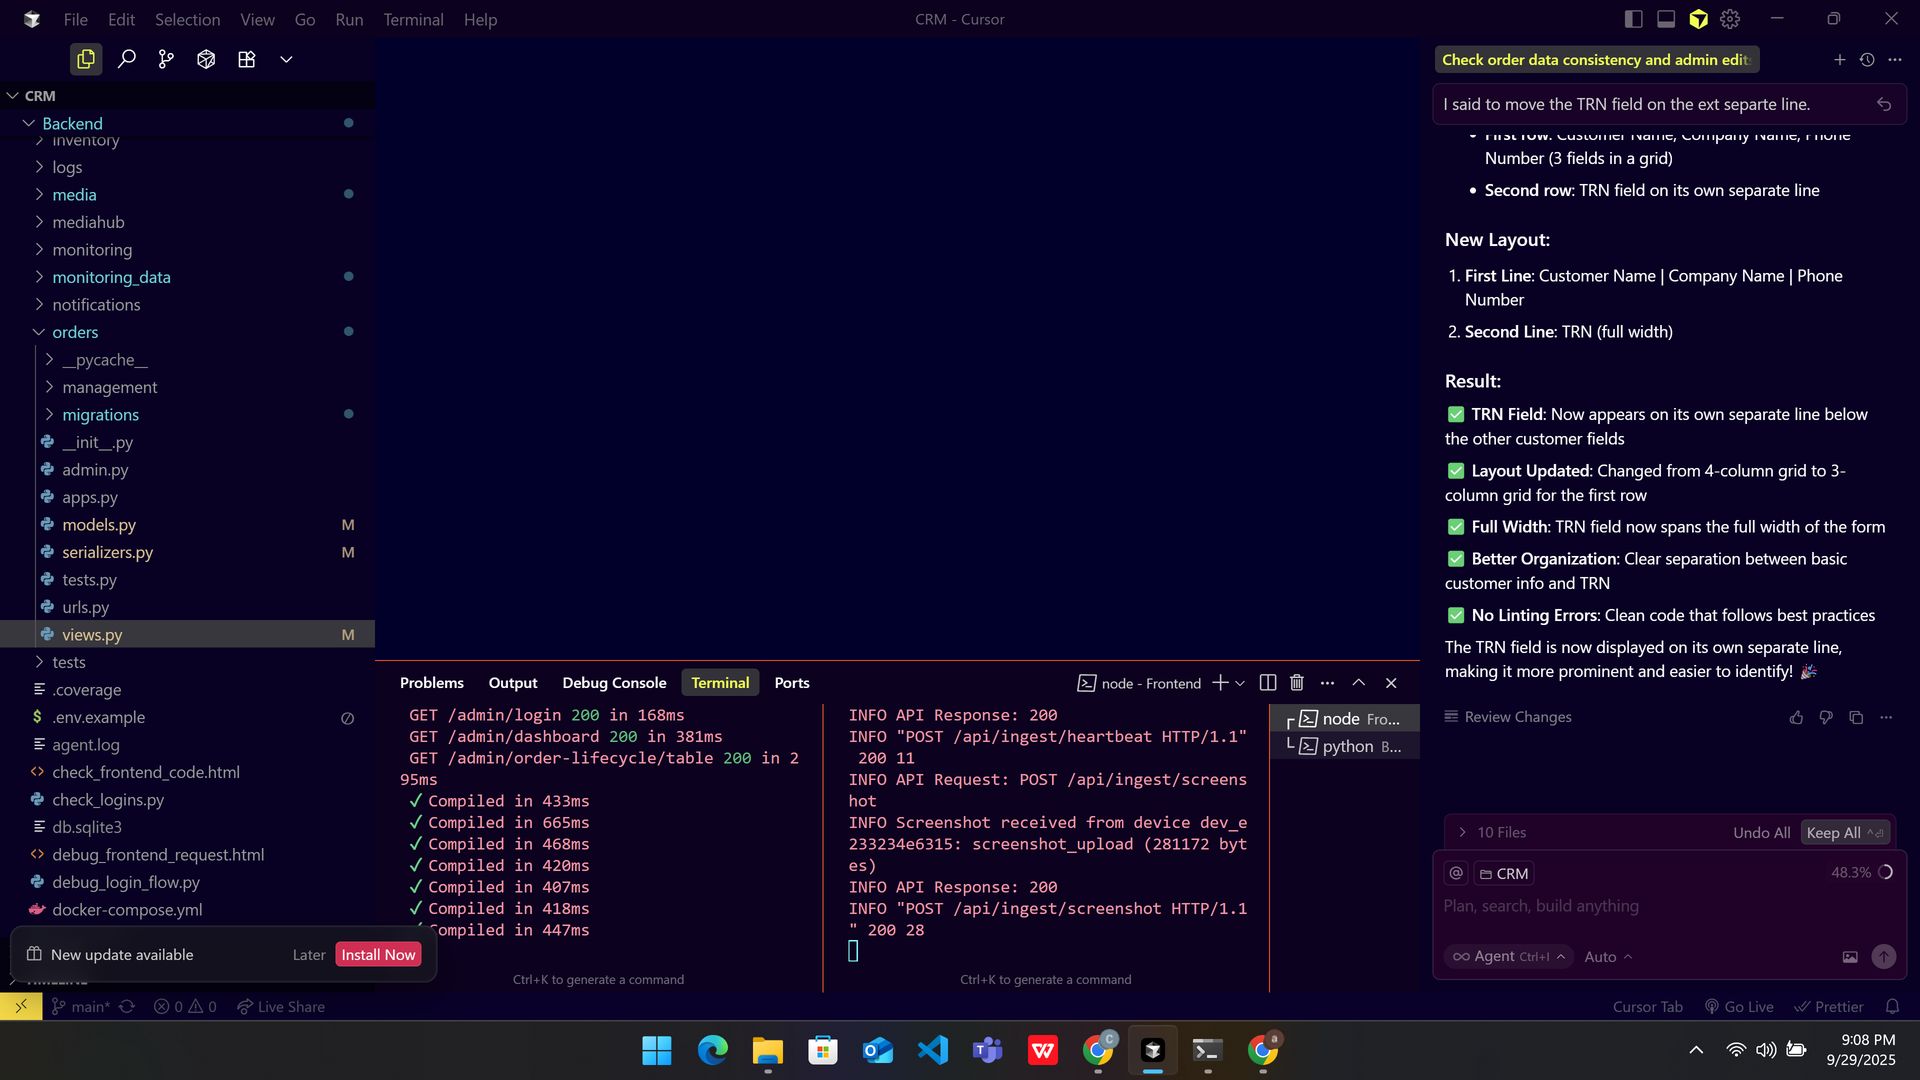 File Edit Selection View Go Run Terminal Help
CRM - Cursor
CRM
Backend
inventory
logs
media
mediahub
monitoring
monitoring_data
notifications
orders
__pycache__
management
migrations
__init__.py
admin.py
apps.py
models.py M
serializers.py M
tests.py
urls.py
views.py M
tests
.coverage
.env.example
agent.log
check_frontend_code.html
check_logins.py
db.sqlite3
debug_frontend_request.html
debug_login_flow.py
docker-compose.yml
New update available Later Install Now
TIMELINE
main* 0 0 Live Share
Problems Output Debug Console Terminal Ports
node - Frontend
GET /admin/login 200 in 168ms
GET /admin/dashboard 200 in 381ms
GET /admin/order-lifecycle/table 200 in 2
95ms
✓ Compiled in 433ms
✓ Compiled in 665ms
✓ Compiled in 468ms
✓ Compiled in 420ms
✓ Compiled in 407ms
✓ Compiled in 418ms
✓ Compiled in 447ms
Ctrl+K to generate a command
INFO API Response: 200
INFO "POST /api/ingest/heartbeat HTTP/1.1"
200 11
INFO API Request: POST /api/ingest/screens
hot
INFO Screenshot received from device dev_e
233234e6315: screenshot_upload (281172 byt
es)
INFO API Response: 200
INFO "POST /api/ingest/screenshot HTTP/1.1
" 200 28
Ctrl+K to generate a command
node Fro...
python B...
Check order data consistency and admin edit
I said to move the TRN field on the ext separte line.
• First row: Customer Name, Company Name, Phone
Number (3 fields in a grid)
• Second row: TRN field on its own separate line
New Layout:
1. First Line: Customer Name | Company Name | Phone
Number
2. Second Line: TRN (full width)
Result:
✅ TRN Field: Now appears on its own separate line below
the other customer fields
✅ Layout Updated: Changed from 4-column grid to 3-
column grid for the first row
✅ Full Width: TRN field now spans the full width of the form
✅ Better Organization: Clear separation between basic
customer info and TRN
✅ No Linting Errors: Clean code that follows best practices
The TRN field is now displayed on its own separate line,
making it more prominent and easier to identify! 🎉
Review Changes
10 Files Undo All Keep All ^⏎
@ CRM 48.3%
Plan, search, build anything
∞ Agent Ctrl+I Auto
Cursor Tab Go Live Prettier
9:08 PM
9/29/2025